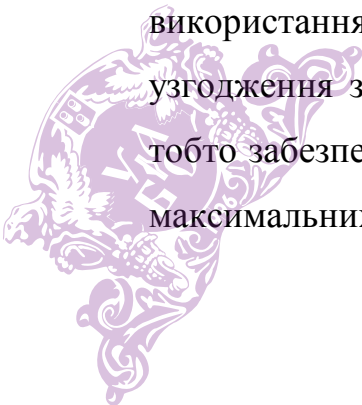 використання
узгодження з
тобто забезпе
максимальних